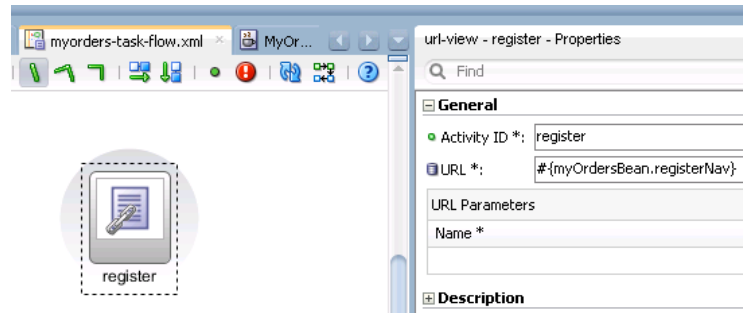 myorders-task-flow.xml
MyOr...
register
url-view - register - Properties
Find
General
Activity ID *:
register
URL *:
#{myOrdersBean.registerNav}
URL Parameters
Name *
Description